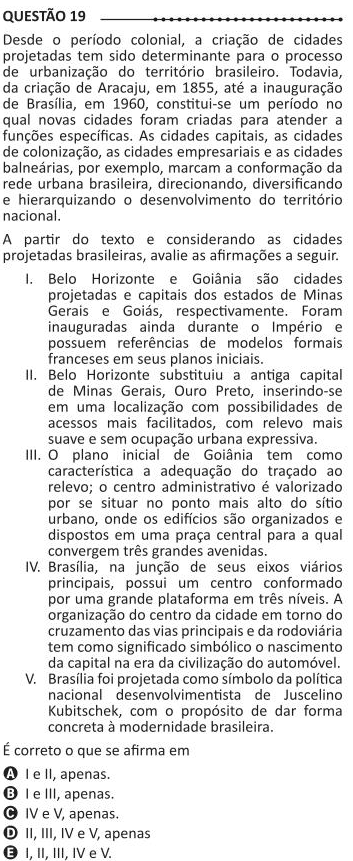 QUESTÃO 19
Desde o período colonial, a criação de cidades
projetadas tem sido determinante para o processo
de urbanização do território brasileiro. Todavia,
da criação de Aracaju, em 1855, até a inauguração
de Brasília, em 1960, constitui-se um período no
qual novas cidades foram criadas para atender a
funções específicas. As cidades capitais, as cidades
de colonização, as cidades empresariais e as cidades
balneárias, por exemplo, marcam a conformação da
rede urbana brasileira, direcionando, diversificando
e hierarquizando o desenvolvimento do território
nacional.
A partir do texto e considerando as cidades
projetadas brasileiras, avalie as afirmações a seguir.
I. Belo Horizonte e Goiânia são cidades
projetadas e capitais dos estados de Minas
Gerais e Goiás, respectivamente. Foram
inauguradas ainda durante o Império e
possuem referências de modelos formais
franceses em seus planos iniciais.
II. Belo Horizonte substituiu a antiga capital
de Minas Gerais, Ouro Preto, inserindo-se
em uma localização com possibilidades de
acessos mais facilitados, com relevo mais
suave e sem ocupação urbana expressiva.
III. O plano inicial de Goiânia tem como
característica a adequação do traçado ao
relevo; o centro administrativo é valorizado
por se situar no ponto mais alto do sítio
urbano, onde os edifícios são organizados e
dispostos em uma praça central para a qual
convergem três grandes avenidas.
IV. Brasília, na junção de seus eixos viários
principais, possui um centro conformado
por uma grande plataforma em três níveis. A
organização do centro da cidade em torno do
cruzamento das vias principais e da rodoviária
tem como significado simbólico o nascimento
da capital na era da civilização do automóvel.
V. Brasília foi projetada como símbolo da política
nacional desenvolvimentista de Juscelino
Kubitschek, com o propósito de dar forma
concreta à modernidade brasileira.
É correto o que se afirma em
A I e II, apenas.
B I e III, apenas.
C IV e V, apenas.
D II, III, IV e V, apenas
E I, II, III, IV e V.